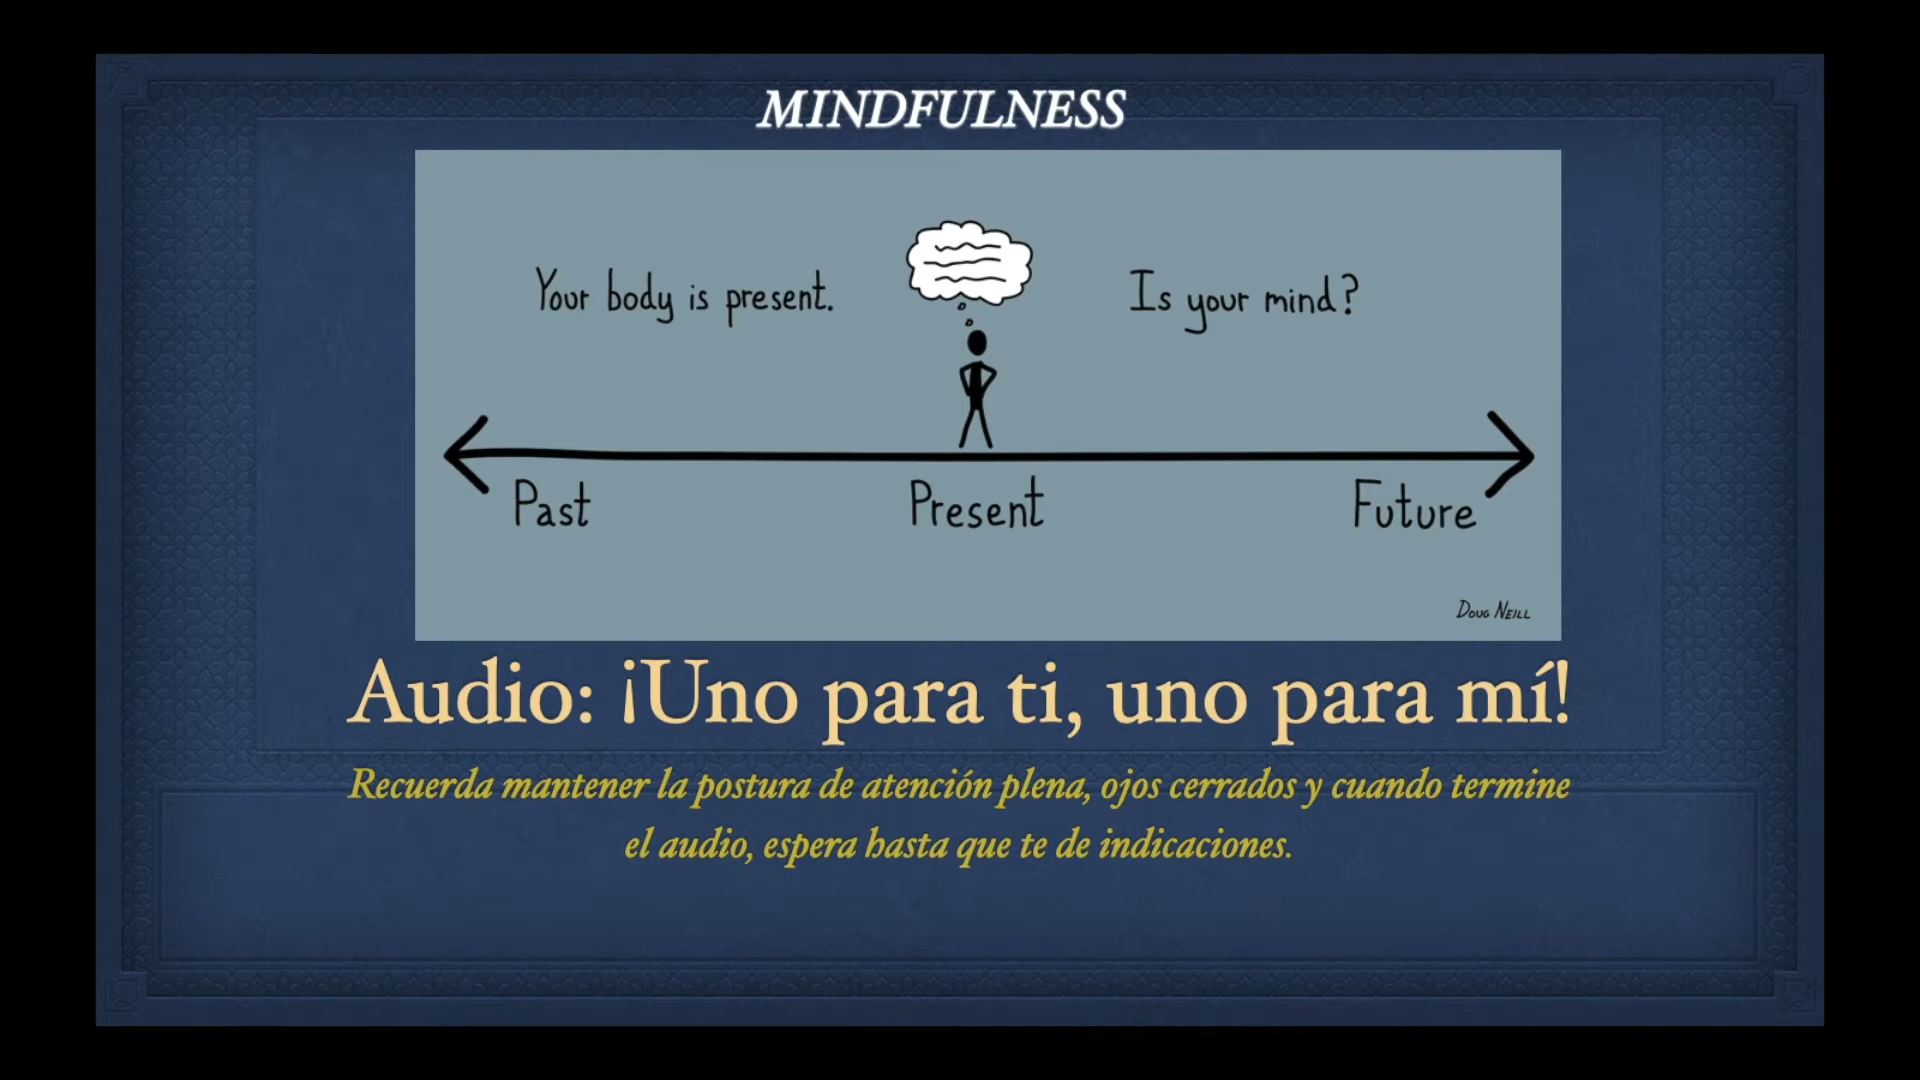 MINDFULNESS
Your body is present.
Is your mind?
Past
Present
Future
Doug Neill
Audio: ¡Uno para ti, uno para mí!
Recuerda mantener la postura de atención plena, ojos cerrados y cuando termine
el audio, espera hasta que te de indicaciones.